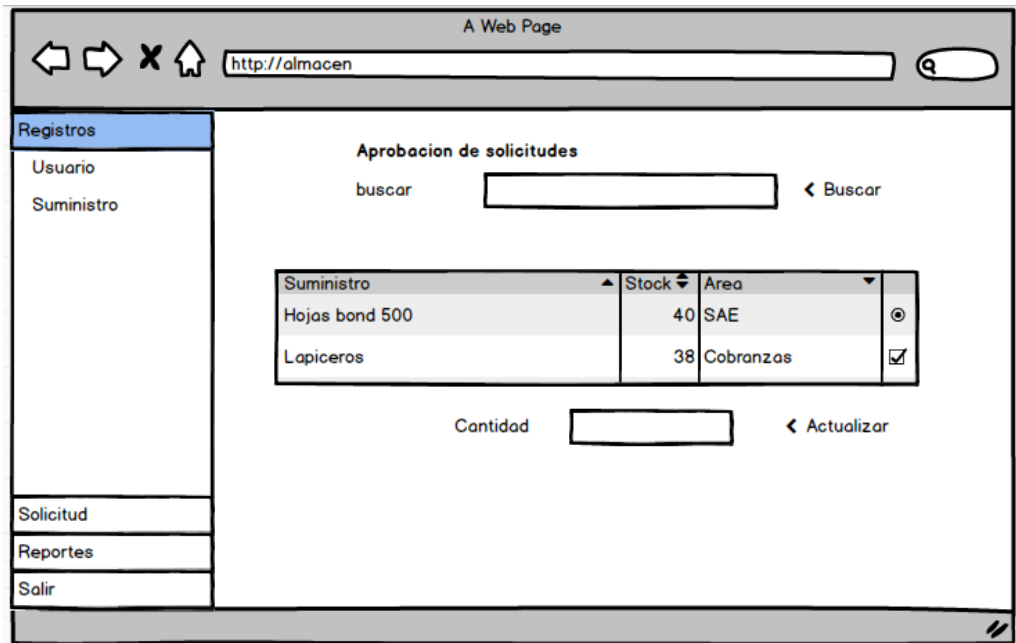 A Web Page
http://almacen
Registros
Usuario
Suministro
Aprobacion de solicitudes
buscar
Buscar
Suministro Stock Area
Hojas bond 500 40 SAE
Lapiceros 38 Cobranzas
Cantidad
Actualizar
Solicitud
Reportes
Salir